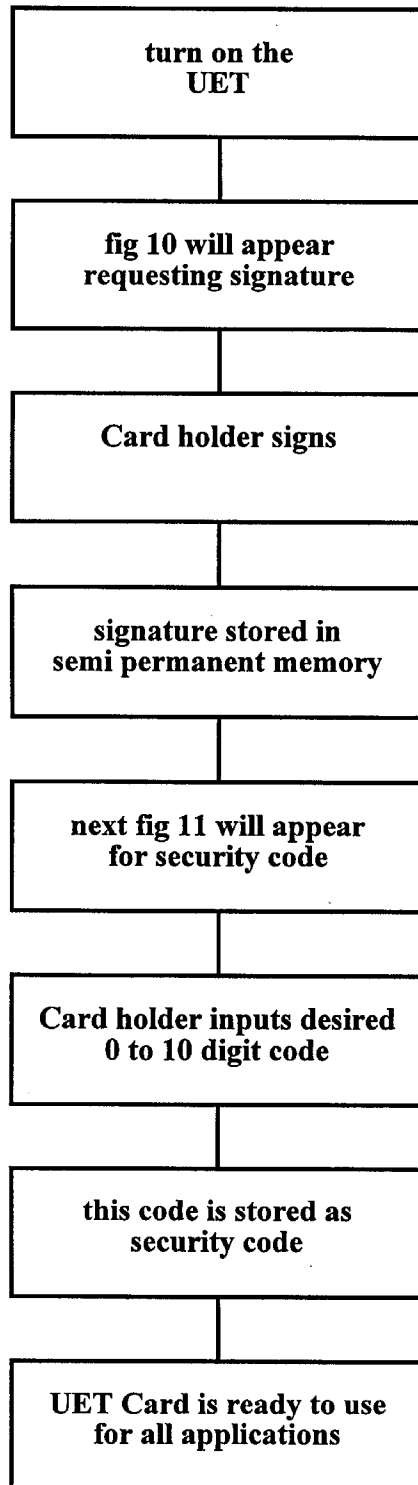 turn on the
UET
fig 10 will appear
requesting signature
Card holder signs
signature stored in
semi permanent memory
next fig 11 will appear
for security code
Card holder inputs desired
0 to 10 digit code
this code is stored as
security code
UET Card is ready to use
for all applications